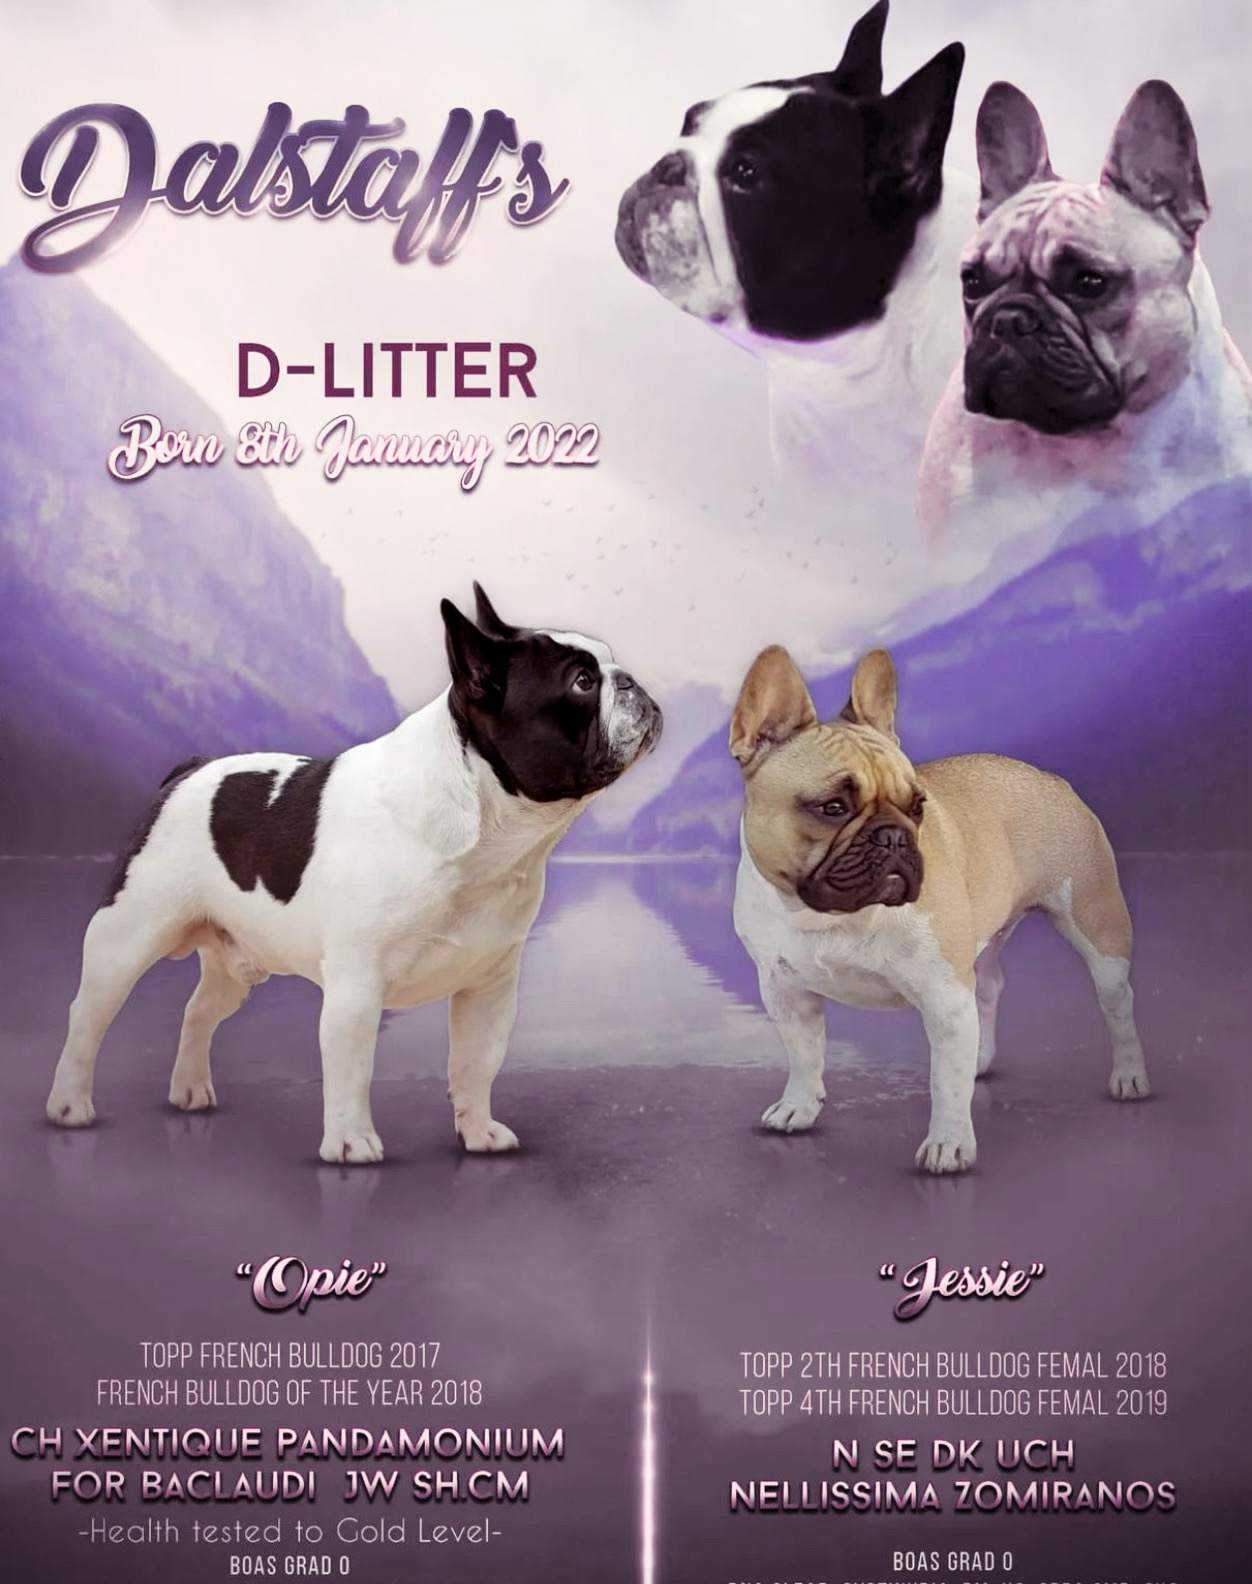 Dalstaff's
D-LITTER
Born 8th January 2022
"Opie"
TOPP FRENCH BULLDOG 2017
FRENCH BULLDOG OF THE YEAR 2018
CH XENTIQUE PANDAMONIUM
FOR BACLAUDI JW SH.CM
-Health tested to Gold Level-
BOAS GRAD 0
"Jessie"
TOPP 2TH FRENCH BULLDOG FEMAL 2018
TOPP 4TH FRENCH BULLDOG FEMAL 2019
N SE DK UCH
NELLISSIMA ZOMIRANOS
BOAS GRAD 0